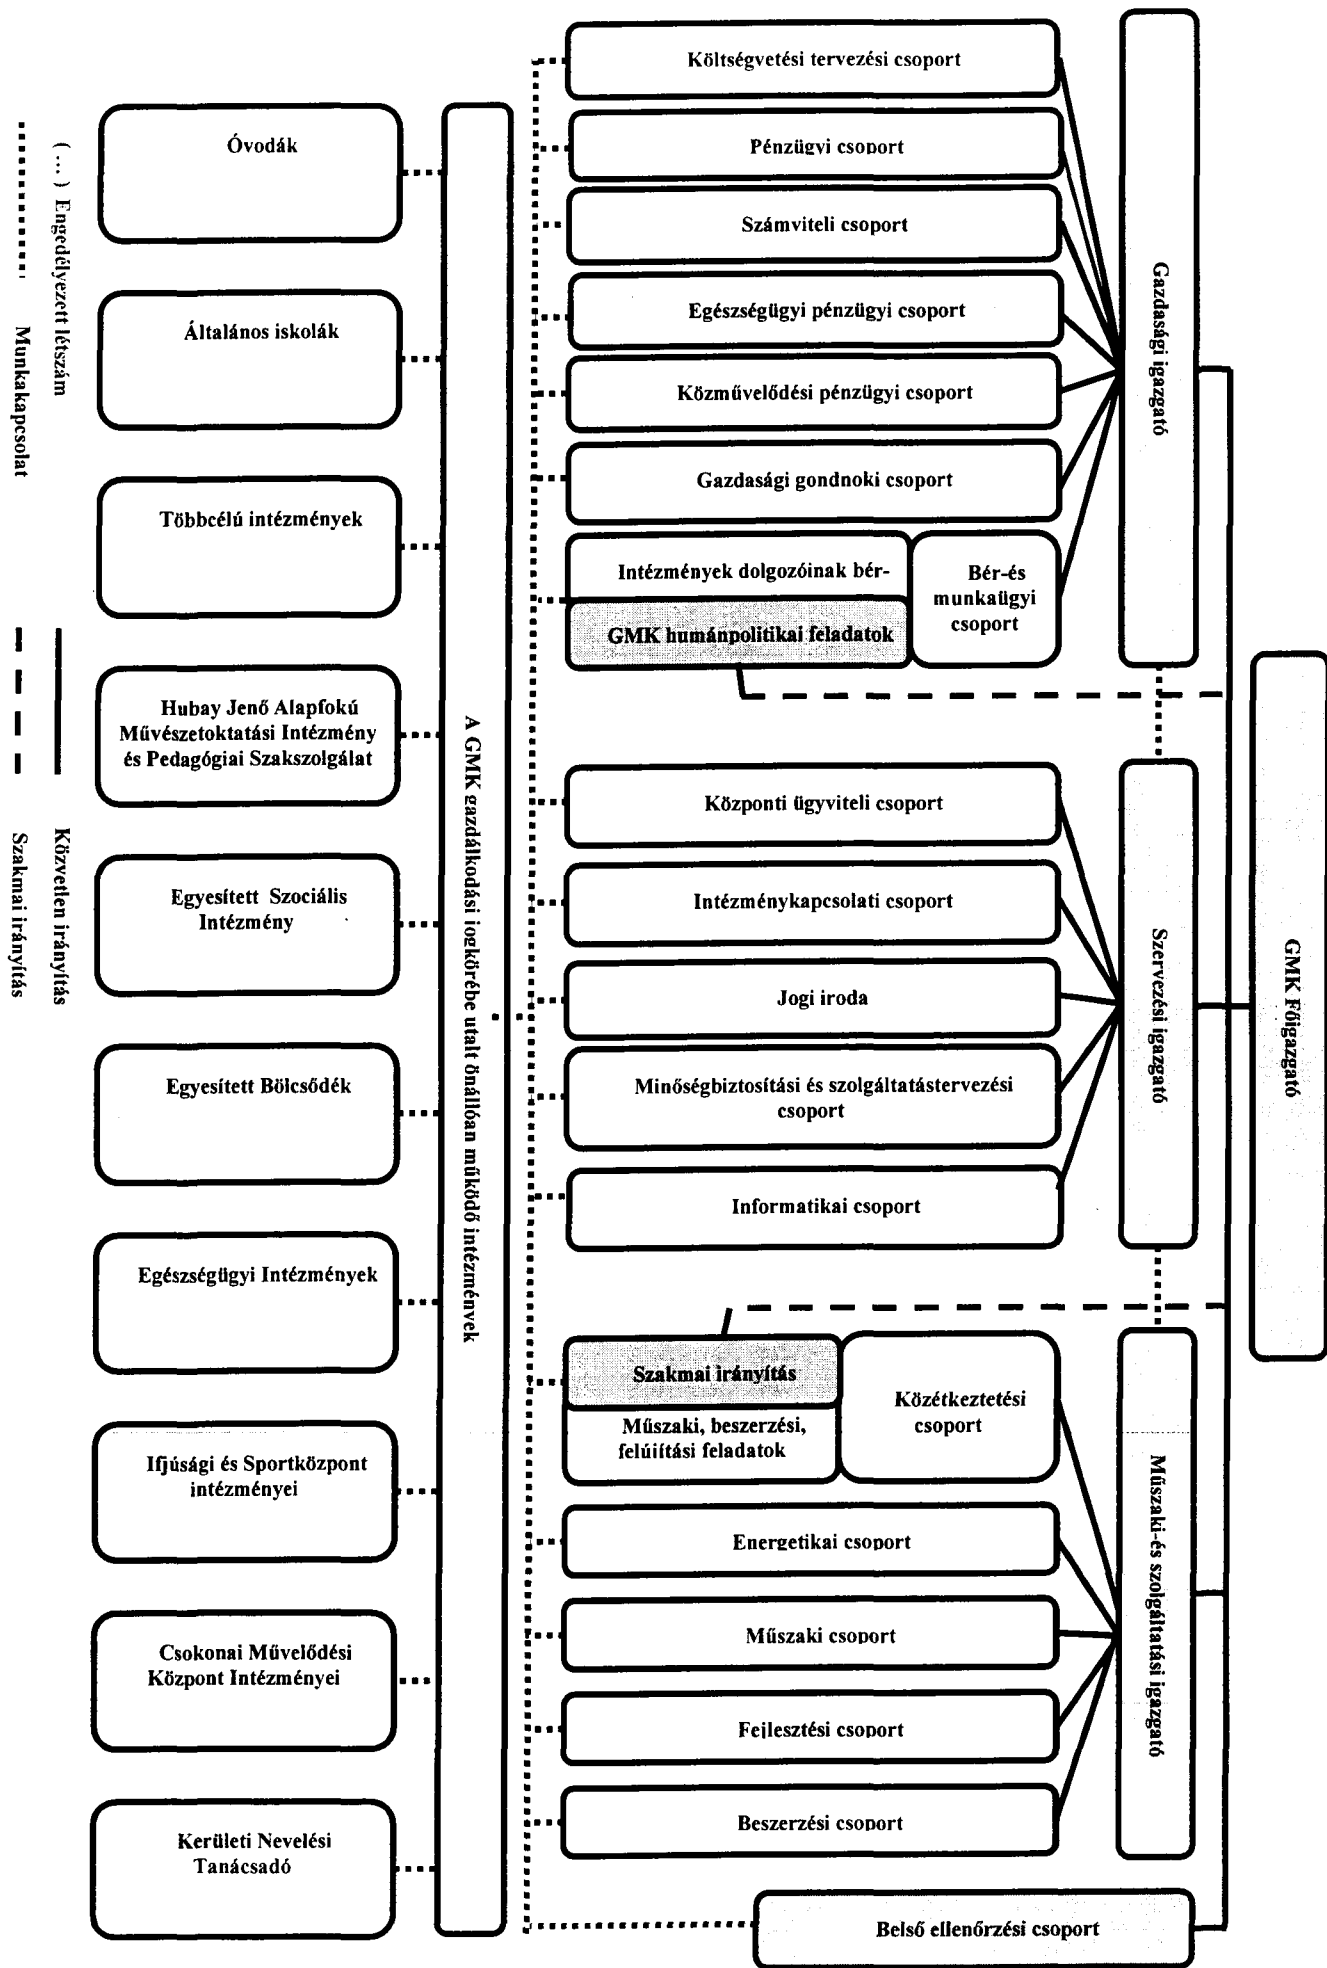 GMK Főigazgató
Gazdasági igazgató
Költségvetési tervezési csoport
Pénzügyi csoport
Számviteli csoport
Egészségügyi pénzügyi csoport
Közművelődési pénzügyi csoport
Gazdasági gondnoki csoport
Intézmények dolgozóinak bér-
GMK humánpolitikai feladatok
Bér-és
munkaügyi
csoport
Szervezési igazgató
Központi ügyviteli csoport
Intézménykapcsolati csoport
Jogi iroda
Minőségbiztosítási és szolgáltatástervezési
csoport
Informatikai csoport
Műszaki-és szolgáltatási igazgató
Szakmai irányítás
Műszaki, beszerzési,
felújítási feladatok
Közétkeztetési
csoport
Energetikai csoport
Műszaki csoport
Fejlesztési csoport
Beszerzési csoport
Belső ellenőrzési csoport
A GMK gazdálkodási jogkörébe utalt önállóan működő intézmények
Óvodák
Általános iskolák
Többcélú intézmények
Hubay Jenő Alapfokú
Művészetoktatási Intézmény
és Pedagógiai Szakszolgálat
Egyesített Szociális
Intézmény
Egyesített Bölcsődék
Egészségügyi Intézmények
Ifjúsági és Sportközpont
intézményei
Csokonai Művelődési
Központ Intézményei
Kerületi Nevelési
Tanácsadó
( … ) Engedélyezett létszám
Közvetlen irányítás
Munkakapcsolat
Szakmai irányítás